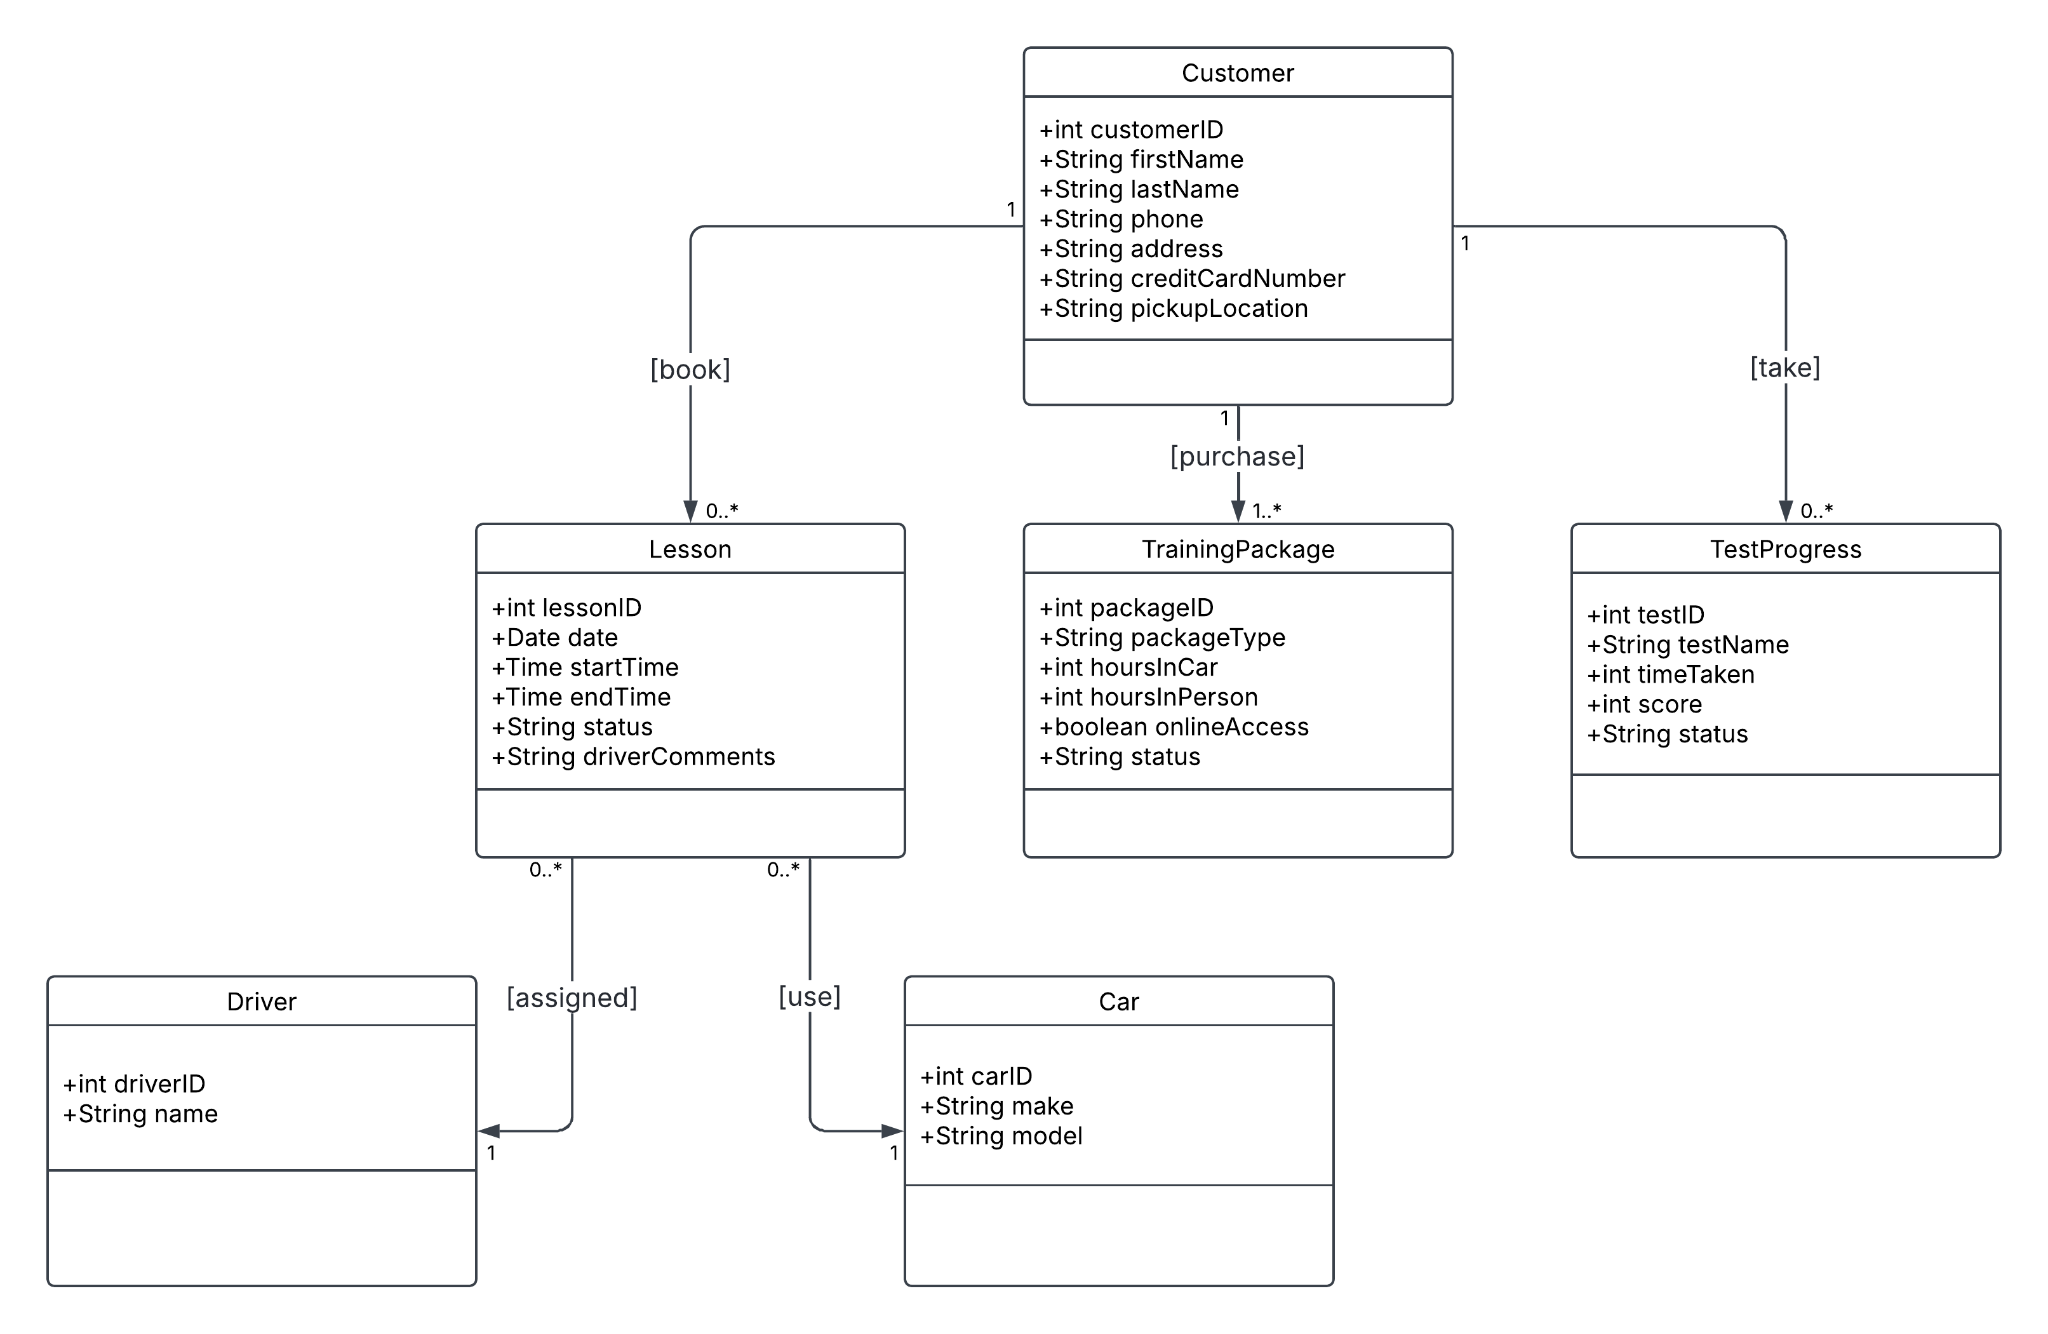 Customer
+int customerID
+String firstName
+String lastName
+String phone
+String address
+String creditCardNumber
+String pickupLocation
1
1
1
[book]
[purchase]
[take]
0..*
1..*
0..*
Lesson
+int lessonID
+Date date
+Time startTime
+Time endTime
+String status
+String driverComments
TrainingPackage
+int packageID
+String packageType
+int hoursInCar
+int hoursInPerson
+boolean onlineAccess
+String status
TestProgress
+int testID
+String testName
+int timeTaken
+int score
+String status
0..*
0..*
[assigned]
[use]
1
1
Driver
+int driverID
+String name
Car
+int carID
+String make
+String model